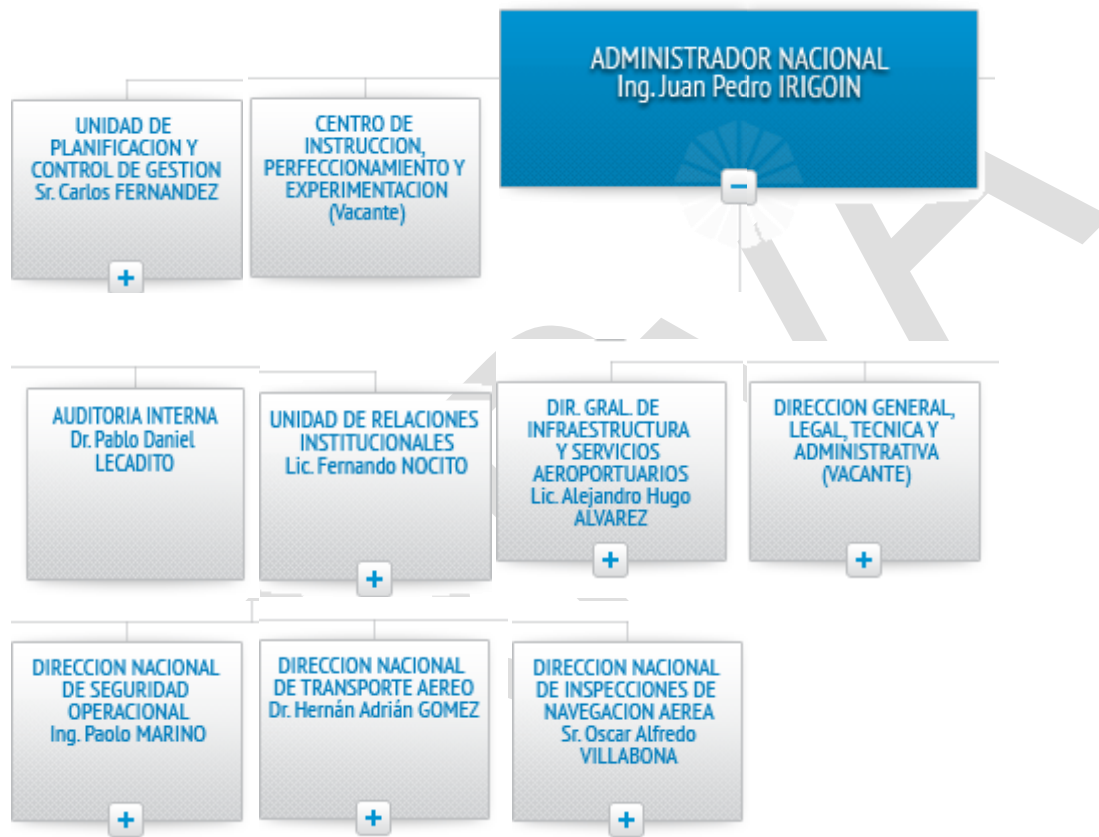 ADMINISTRADOR NACIONAL
Ing. Juan Pedro IRIGOIN
UNIDAD DE
PLANIFICACION Y
CONTROL DE GESTION
Sr. Carlos FERNANDEZ
CENTRO DE
INSTRUCCION,
PERFECCIONAMIENTO Y
EXPERIMENTACION
(Vacante)
AUDITORIA INTERNA
Dr. Pablo Daniel
LECADITO
UNIDAD DE RELACIONES
INSTITUCIONALES
Lic. Fernando NOCITO
DIR. GRAL. DE
INFRAESTRUCTURA
Y SERVICIOS
AEROPORTUARIOS
Lic. Alejandro Hugo
ALVAREZ
DIRECCION GENERAL,
LEGAL, TECNICA Y
ADMINISTRATIVA
(VACANTE)
DIRECCION NACIONAL
DE SEGURIDAD
OPERACIONAL
Ing. Paolo MARINO
DIRECCION NACIONAL
DE TRANSPORTE AEREO
Dr. Hernán Adrián GOMEZ
DIRECCION NACIONAL
DE INSPECCIONES DE
NAVEGACION AEREA
Sr. Oscar Alfredo
VILLABONA